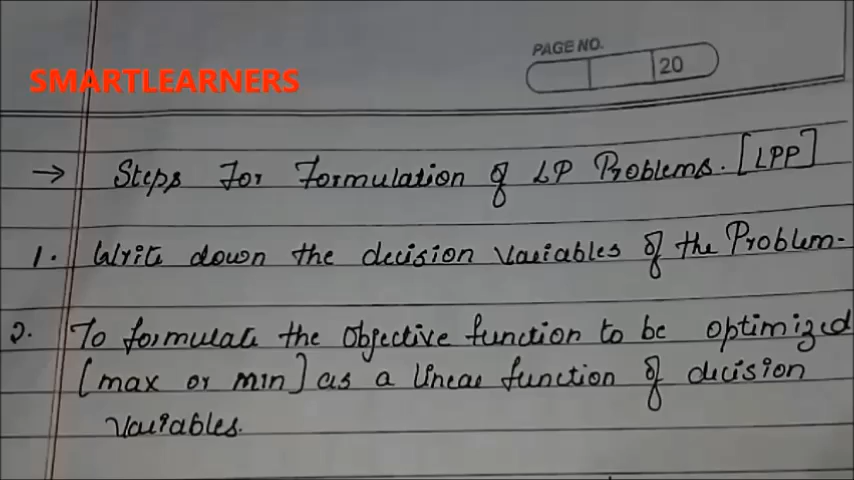 PAGE NO.
20
SMARTLEARNERS
→ Steps For Formulation of LP Problems. [LPP]
1. Write down the decision variables of the Problem-
2. To formulate the objective function to be optimized
[max or min] as a linear function of decision
variables.